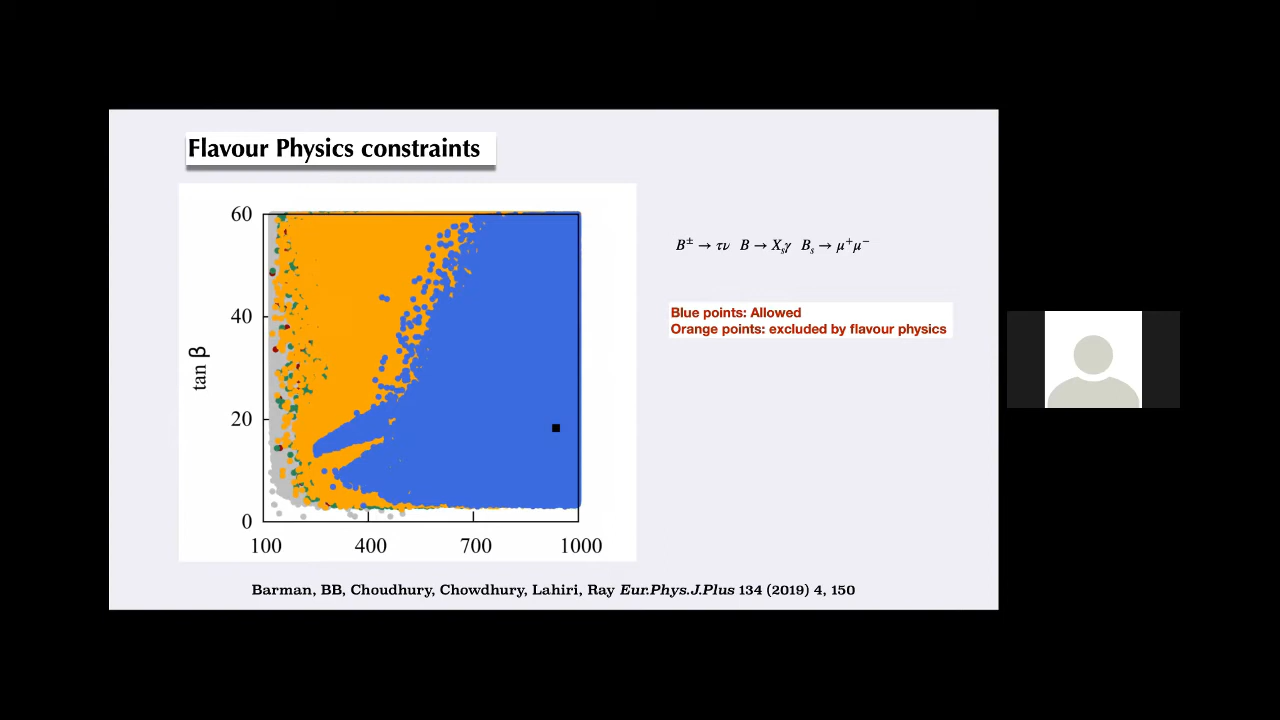 Flavour Physics constraints
60
40
20
0
tan β
100 400 700 1000
B± → τν B → Xsγ Bs → μ+μ−
Blue points: Allowed
Orange points: excluded by flavour physics
Barman, BB, Choudhury, Chowdhury, Lahiri, Ray Eur.Phys.J.Plus 134 (2019) 4, 150